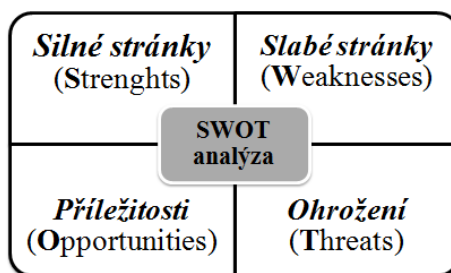 Silné stránky
(Strenghts)
Slabé stránky
(Weaknesses)
SWOT
analýza
Příležitosti
(Opportunities)
Ohrožení
(Threats)